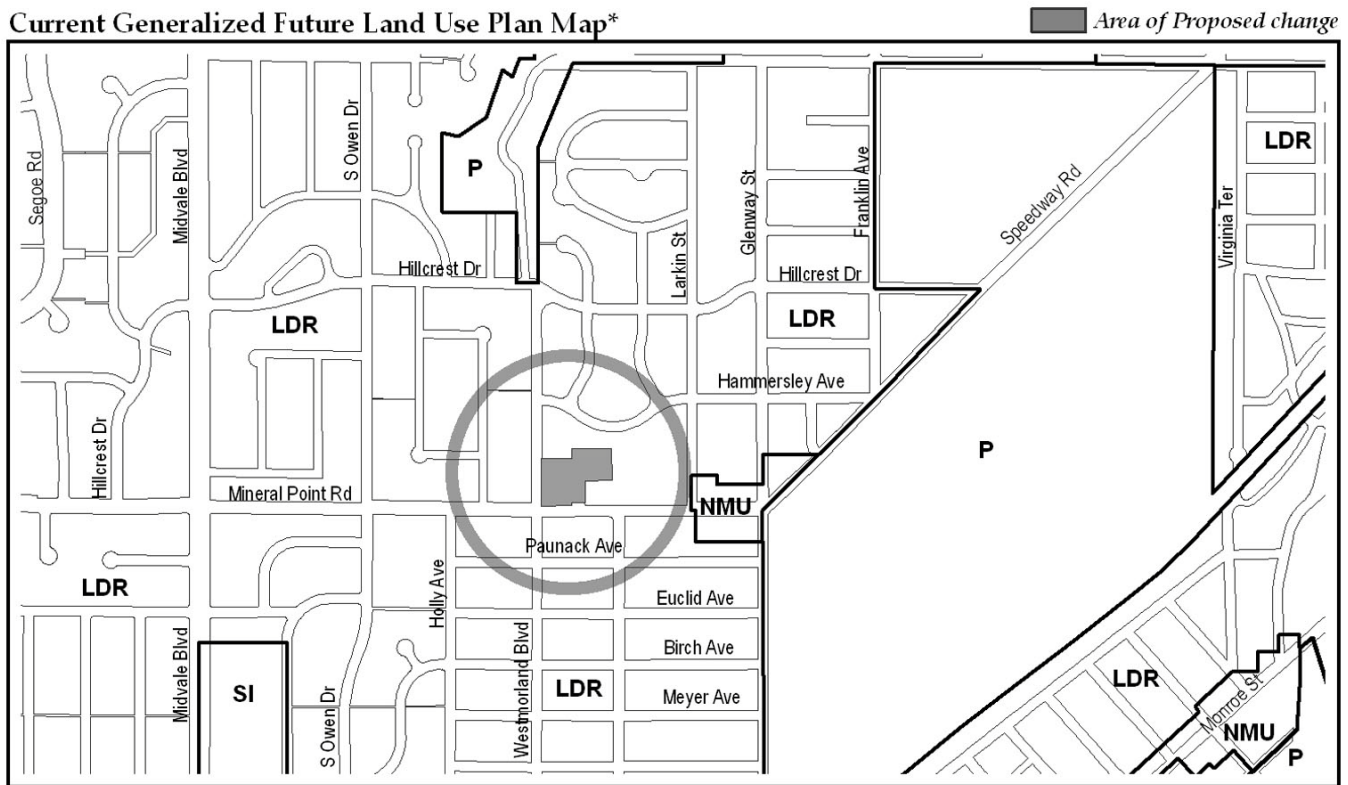 Current Generalized Future Land Use Plan Map*
Area of Proposed change
Segoe Rd
Midvale Blvd
S Owen Dr
P
Larkin St
Glenway St
Franklin Ave
Speedway Rd
Virginia Ter
LDR
Hillcrest Dr
Hillcrest Dr
LDR
LDR
Hammersley Ave
Hillcrest Dr
Mineral Point Rd
NMU
P
Paunack Ave
LDR
Holly Ave
Euclid Ave
Birch Ave
Midvale Blvd
SI
S Owen Dr
Westmorland Blvd
LDR
Meyer Ave
LDR
Monroe St
NMU
P